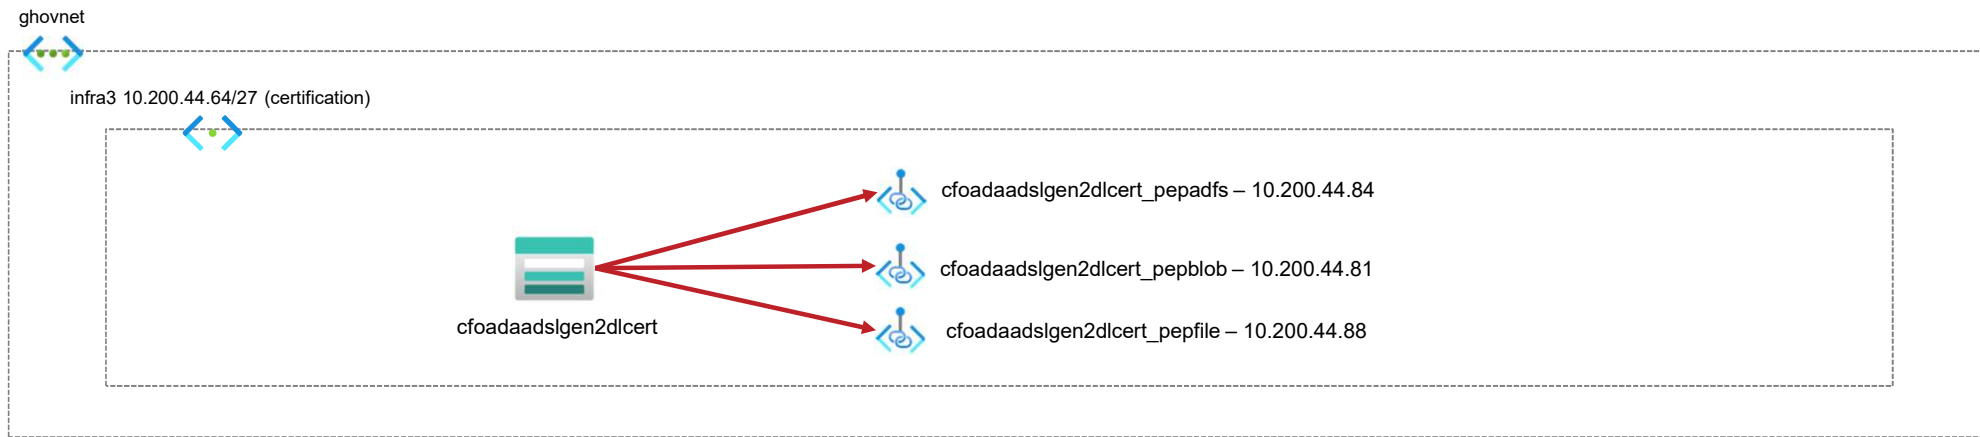 ghovnet
infra3 10.200.44.64/27 (certification)
cfoadaadslgen2dlcert_pepadfs – 10.200.44.84
cfoadaadslgen2dlcert_pepblob – 10.200.44.81
cfoadaadslgen2dlcert
cfoadaadslgen2dlcert_pepfile – 10.200.44.88